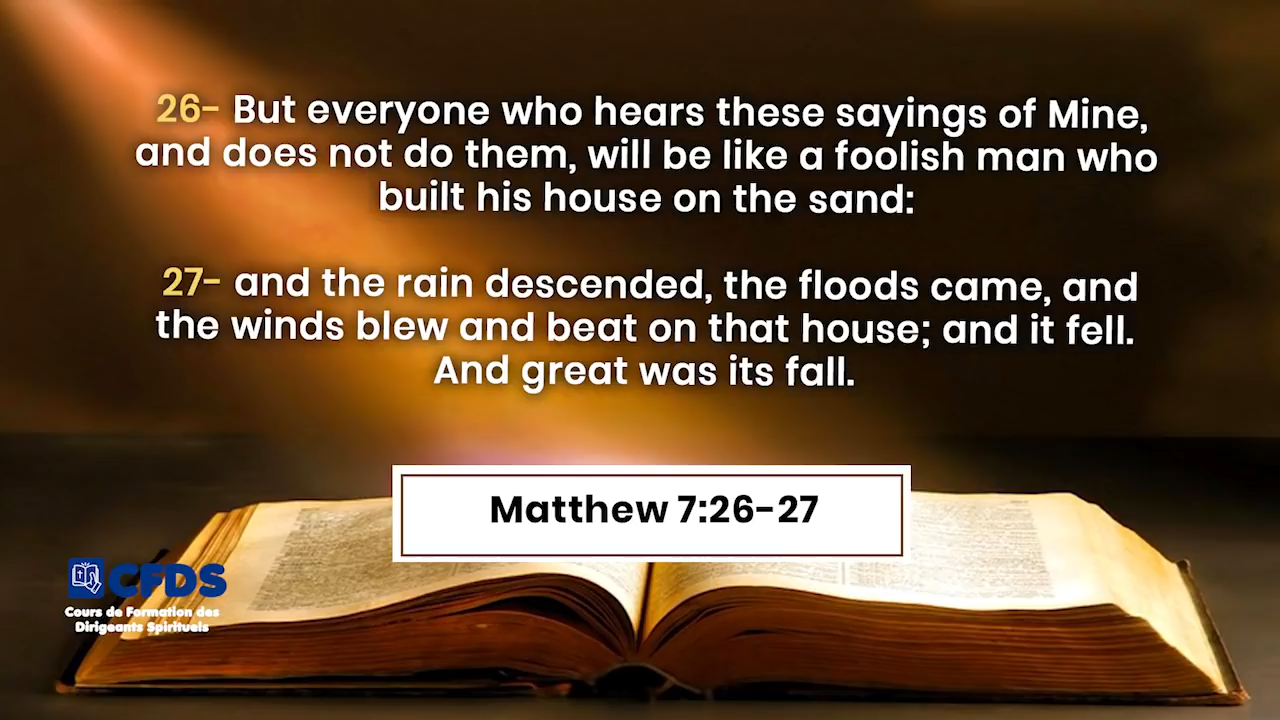 26- But everyone who hears these sayings of Mine,
and does not do them, will be like a foolish man who
built his house on the sand:
27- and the rain descended, the floods came, and
the winds blew and beat on that house; and it fell.
And great was its fall.
Matthew 7:26-27
CFDS
Cours de Formation des
Dirigeants Spirituels